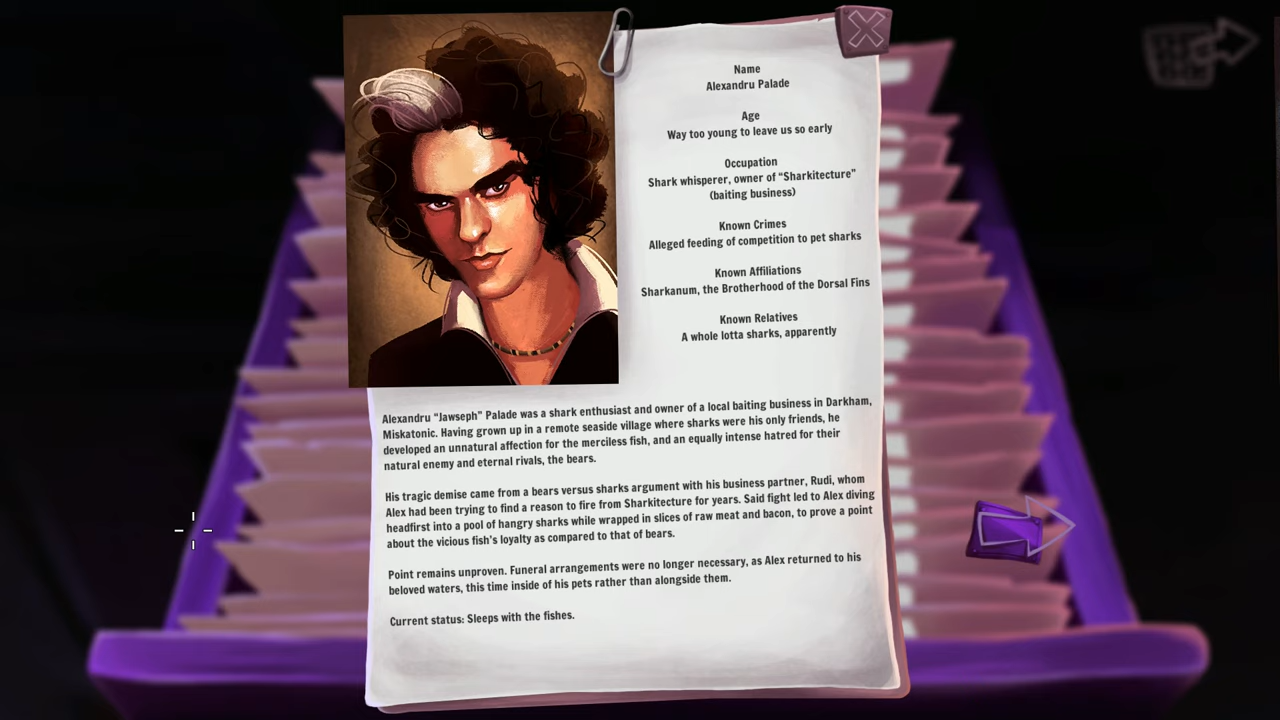 Name
Alexandru Palade
Age
Way too young to leave us so early
Occupation
Shark whisperer, owner of “Sharkitecture”
(baiting business)
Known Crimes
Alleged feeding of competition to pet sharks
Known Affiliations
Sharkanum, the Brotherhood of the Dorsal Fins
Known Relatives
A whole lotta sharks, apparently
Alexandru “Jawseph” Palade was a shark enthusiast and owner of a local baiting business in Darkham,
Miskatonic. Having grown up in a remote seaside village where sharks were his only friends, he
developed an unnatural affection for the merciless fish, and an equally intense hatred for their
natural enemy and eternal rivals, the bears.
His tragic demise came from a bears versus sharks argument with his business partner, Rudi, whom
Alex had been trying to find a reason to fire from Sharkitecture for years. Said fight led to Alex diving
headfirst into a pool of hangry sharks while wrapped in slices of raw meat and bacon, to prove a point
about the vicious fish's loyalty as compared to that of bears.
Point remains unproven. Funeral arrangements were no longer necessary, as Alex returned to his
beloved waters, this time inside of his pets rather than alongside them.
Current status: Sleeps with the fishes.